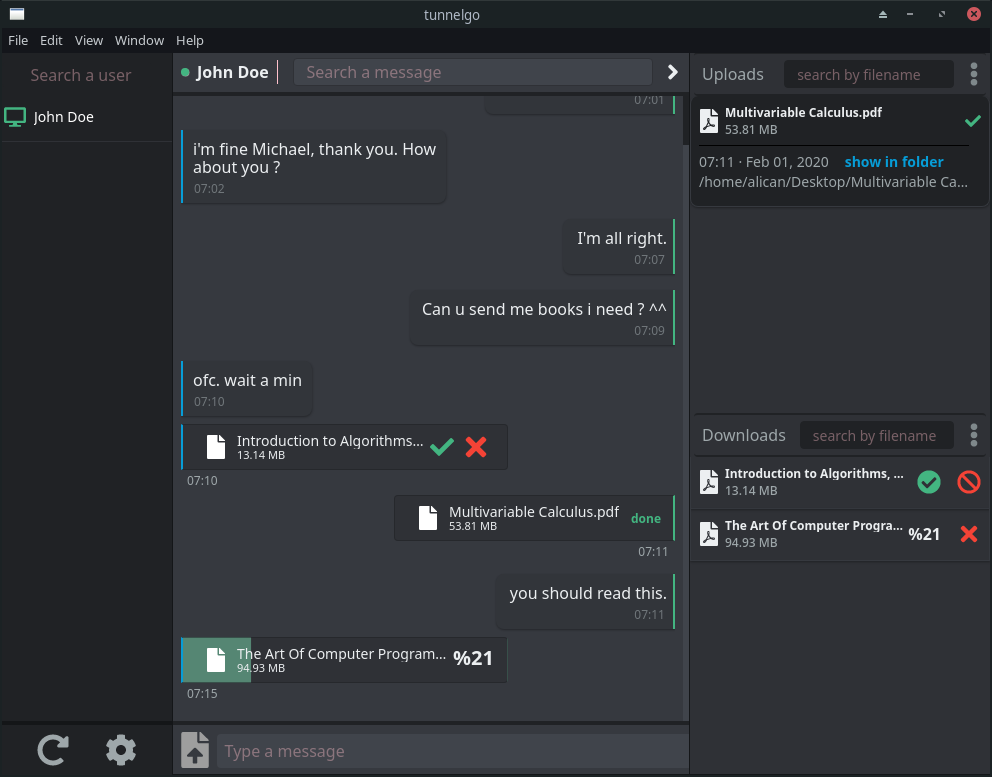 tunnelgo
File Edit View Window Help
Search a user
John Doe
John Doe
Search a message
07:01
i'm fine Michael, thank you. How
about you ?
07:02
I'm all right.
07:07
Can u send me books i need ? ^^
07:09
ofc. wait a min
07:10
Introduction to Algorithms...
13.14 MB
07:10
Multivariable Calculus.pdf
53.81 MB
done
07:11
you should read this.
07:11
The Art Of Computer Program...
94.93 MB
%21
07:15
Type a message
Uploads
search by filename
Multivariable Calculus.pdf
53.81 MB
07:11 · Feb 01, 2020 show in folder
/home/alican/Desktop/Multivariable Ca...
Downloads
search by filename
Introduction to Algorithms, ...
13.14 MB
The Art Of Computer Progra...
94.93 MB
%21